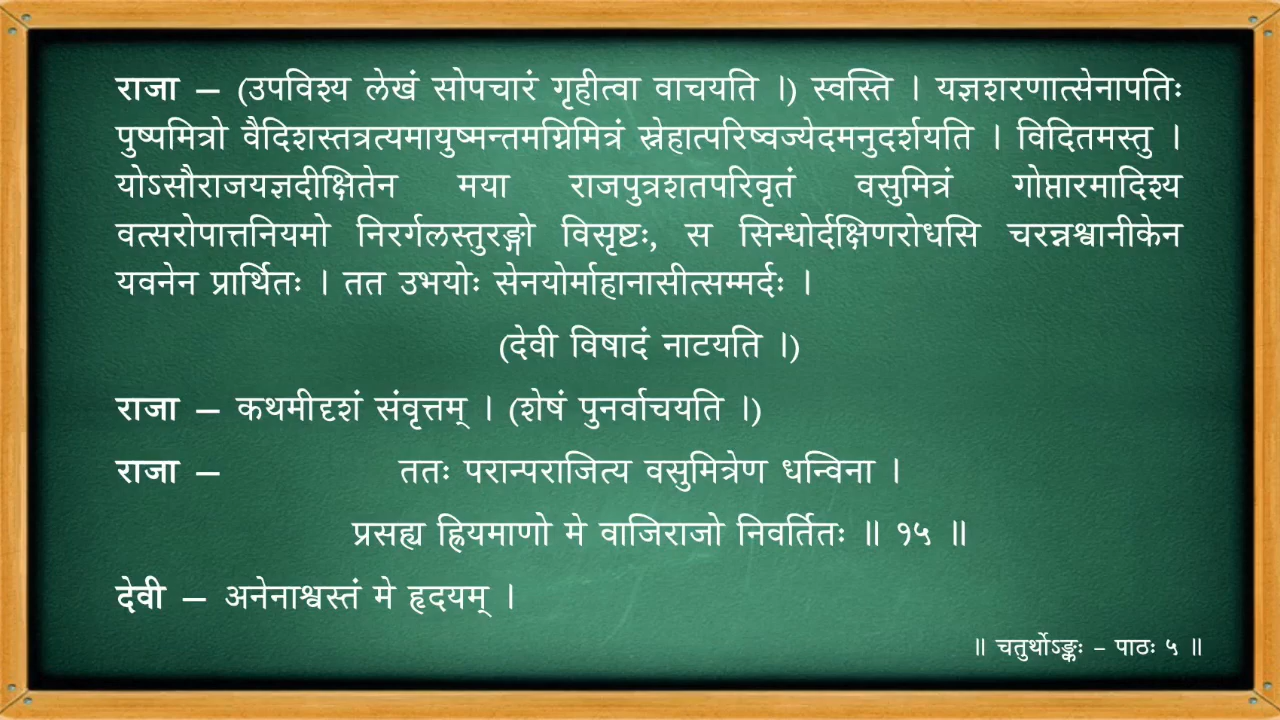 राजा – (उपविश्य लेखं सोपचारं गृहीत्वा वाचयति ।) स्वस्ति । यज्ञशरणात्सेनापतिः
पुष्पमित्रो वैदिशस्तत्रत्यमायुष्मन्तमग्निमित्रं स्नेहात्परिष्वज्येदमनुदर्शयति । विदितमस्तु ।
योऽसौराजयज्ञदीक्षितेन मया राजपुत्रशतपरिवृतं वसुमित्रं गोप्तारमादिश्य
वत्सरोपात्तनियमो निरर्गलस्तुरङ्गो विसृष्टः, स सिन्धोर्दक्षिणरोधसि चरन्नश्वानीकेन
यवनेन प्रार्थितः । तत उभयोः सेनयोर्माहानासीत्सम्मर्दः ।
(देवी विषादं नाटयति ।)
राजा – कथमीदृशं संवृत्तम् । (शेषं पुनर्वाचयति ।)
राजा – ततः परान्पराजित्य वसुमित्रेण धन्विना ।
प्रसह्य ह्रियमाणो मे वाजिराजो निवर्तितः ॥ १५ ॥
देवी – अनेनाश्वस्तं मे हृदयम् ।
॥ चतुर्थोऽङ्कः – पाठः ५ ॥